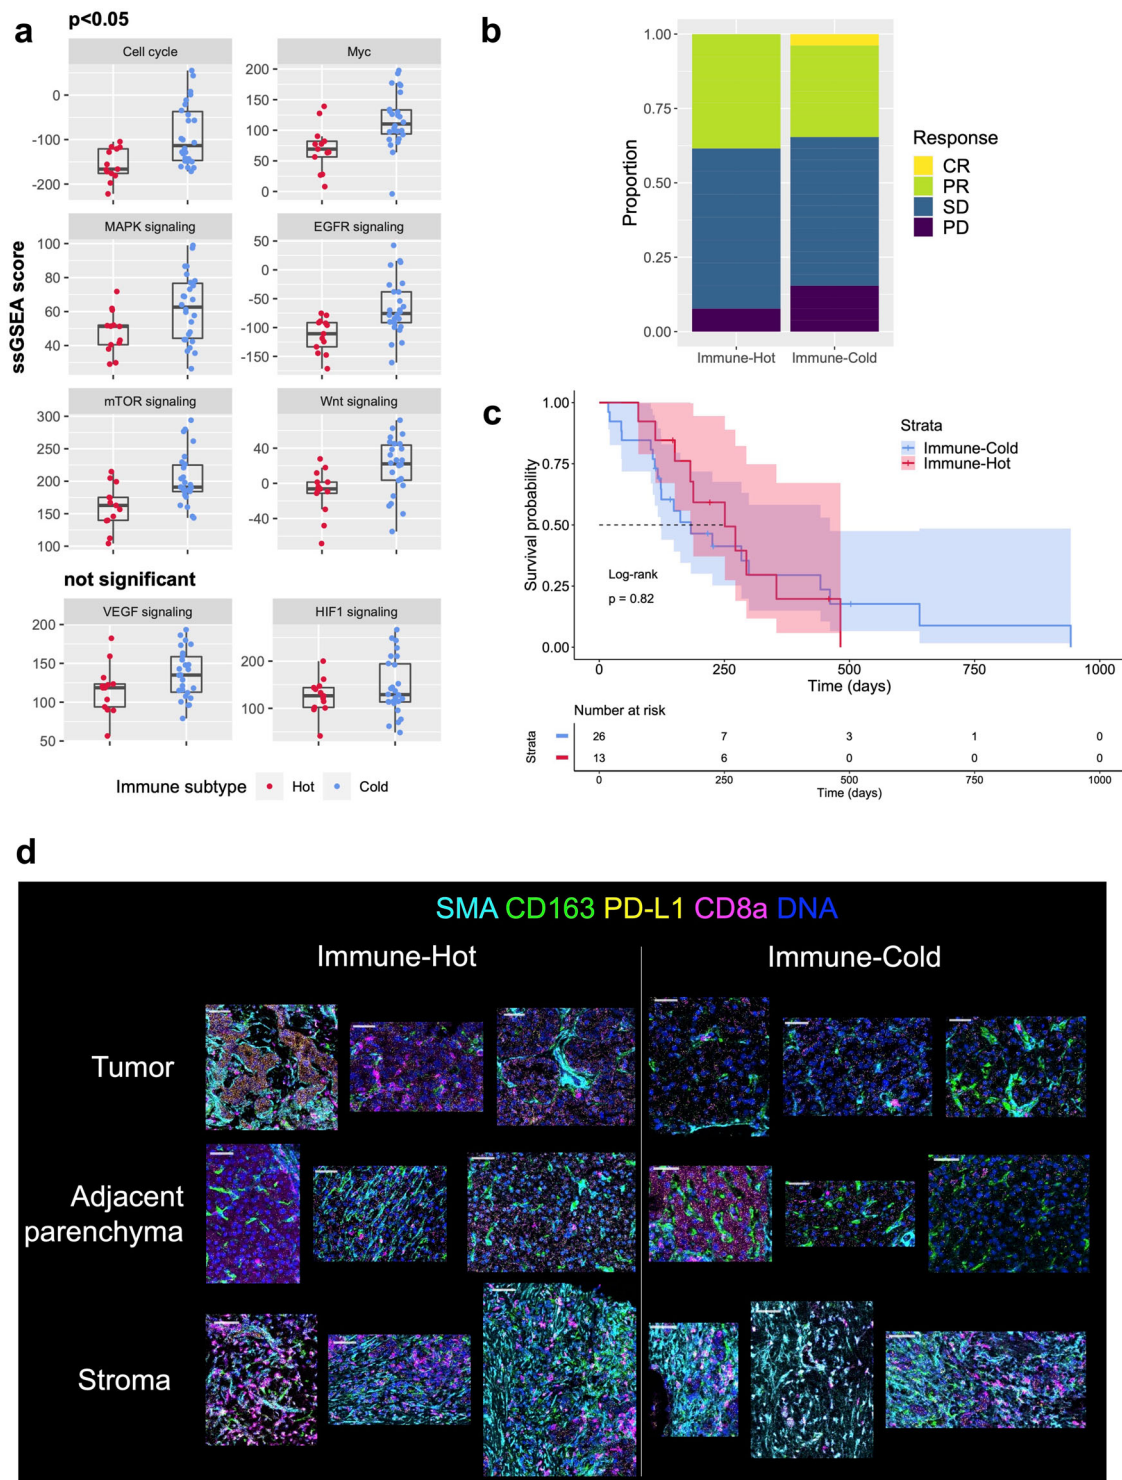 a
p<0.05
Cell cycle
Myc
0
-100
-200
200
150
100
50
0
MAPK signaling
EGFR signaling
100
80
60
40
50
0
-50
-100
-150
ssGSEA score
mTOR signaling
Wnt signaling
300
250
200
150
100
40
0
-40
not significant
VEGF signaling
HIF1 signaling
200
150
100
50
200
100
Immune subtype Hot Cold
b
1.00
0.75
0.50
0.25
0.00
Proportion
Immune-Hot Immune-Cold
Response
CR
PR
SD
PD
c
1.00
0.75
0.50
0.25
0.00
Survival probability
Strata
Immune-Cold
Immune-Hot
Log-rank
p = 0.82
0 250 500 750 1000
Time (days)
Number at risk
Strata
26 7 3 1 0
13 6 0 0 0
0 250 500 750 1000
Time (days)
d
SMA CD163 PD-L1 CD8a DNA
Immune-Hot Immune-Cold
Tumor
Adjacent
parenchyma
Stroma